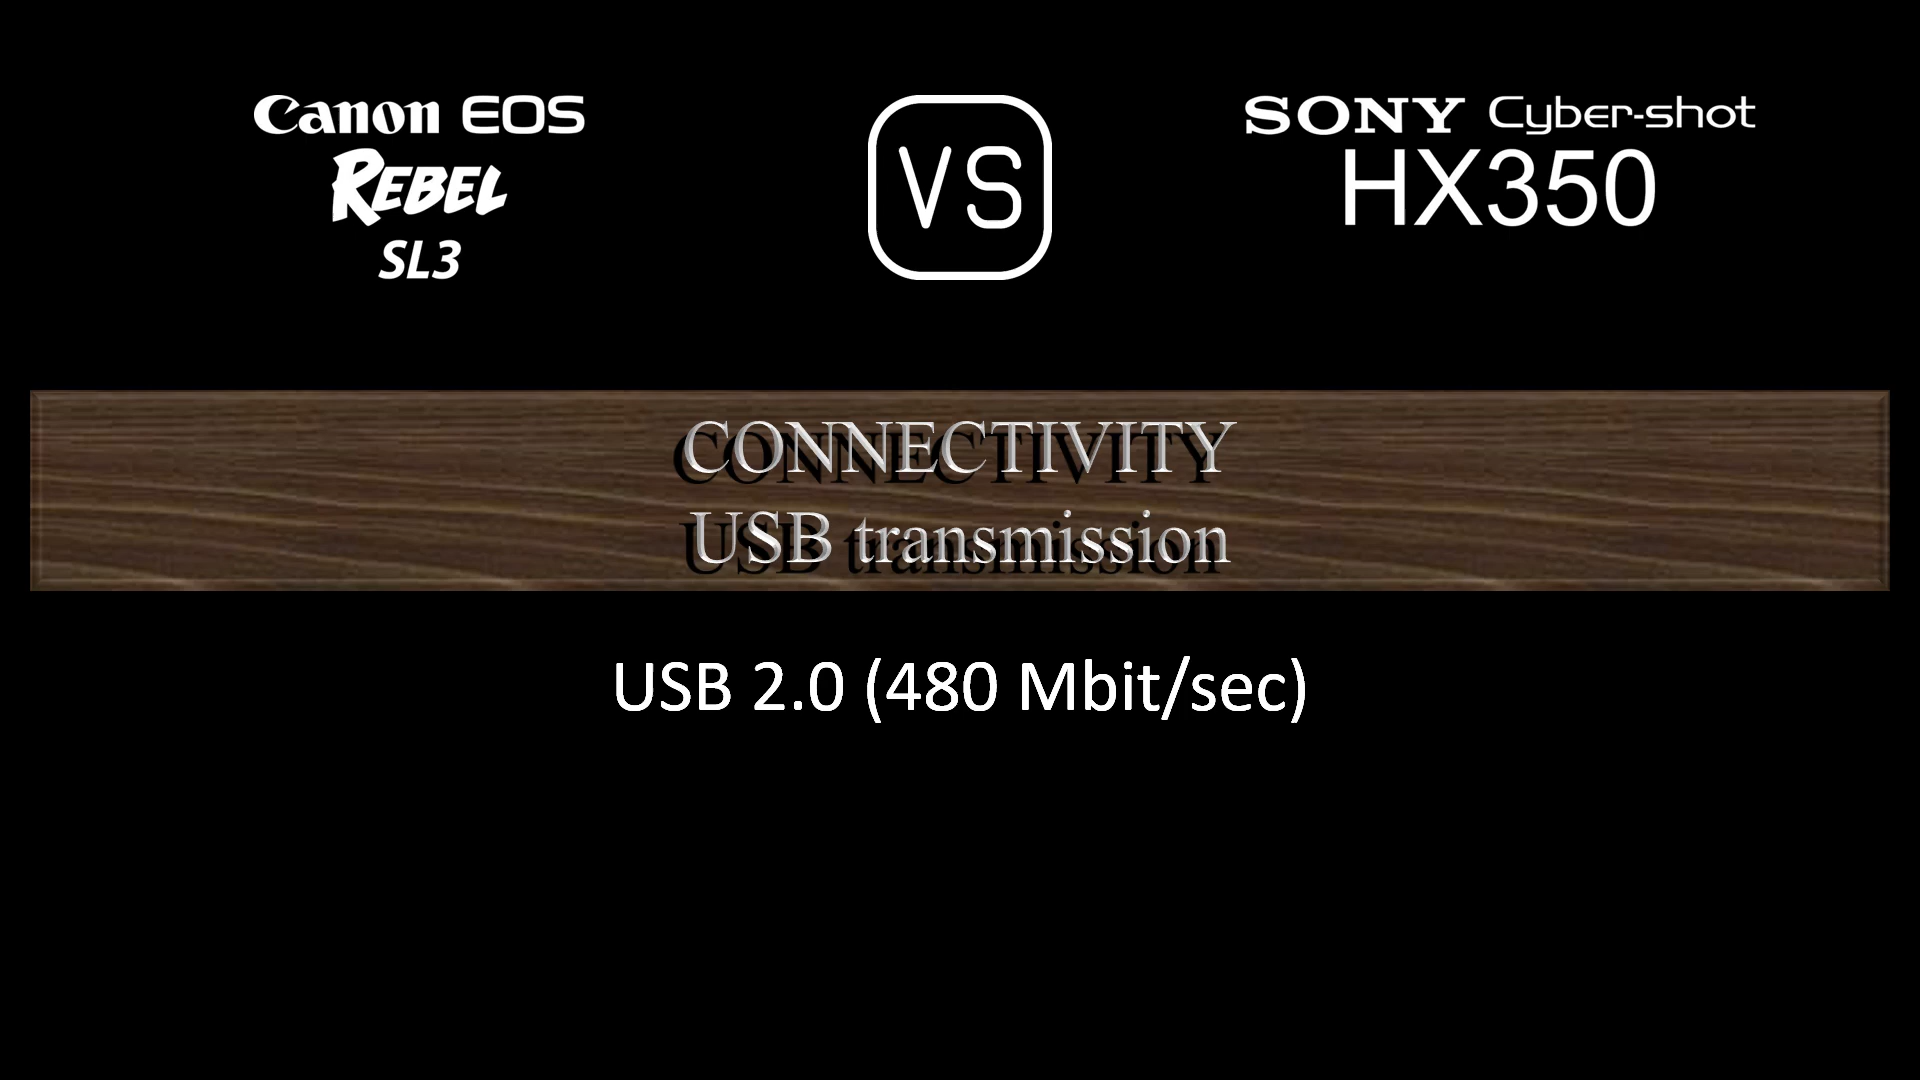 Canon EOS
REBEL
SL3
VS
SONY Cyber-shot
HX350
CONNECTIVITY
USB transmission
USB 2.0 (480 Mbit/sec)